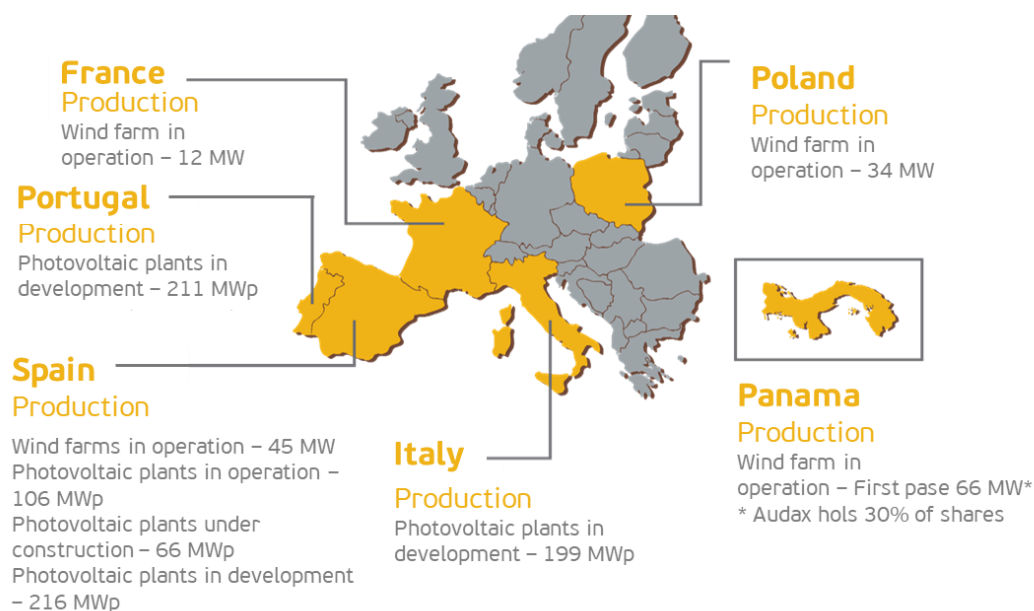 France
Production
Wind farm in
operation – 12 MW
Portugal
Production
Photovoltaic plants in
development – 211 MWp
Spain
Production
Wind farms in operation – 45 MW
Photovoltaic plants in operation –
106 MWp
Photovoltaic plants under
construction – 66 MWp
Photovoltaic plants in development
– 216 MWp
Italy
Production
Photovoltaic plants in
development – 199 MWp
Poland
Production
Wind farm in
operation – 34 MW
Panama
Production
Wind farm in
operation – First pase 66 MW*
* Audax hols 30% of shares